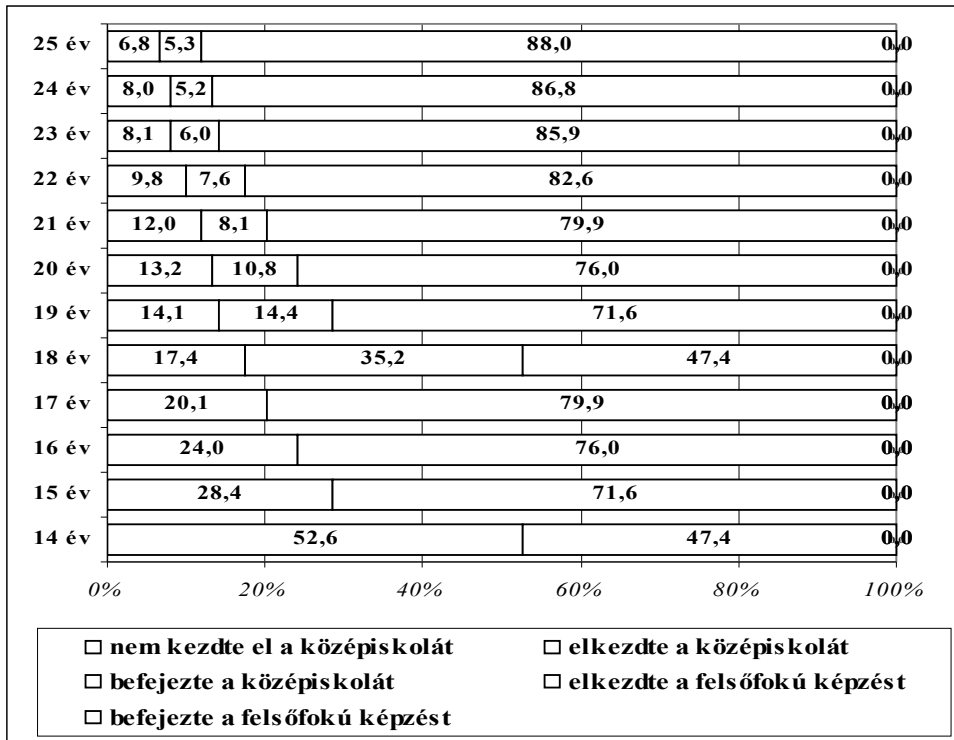 25 év 6,8 5,3 88,0 0,0
24 év 8,0 5,2 86,8 0,0
23 év 8,1 6,0 85,9 0,0
22 év 9,8 7,6 82,6 0,0
21 év 12,0 8,1 79,9 0,0
20 év 13,2 10,8 76,0 0,0
19 év 14,1 14,4 71,6 0,0
18 év 17,4 35,2 47,4 0,0
17 év 20,1 79,9 0,0
16 év 24,0 76,0 0,0
15 év 28,4 71,6 0,0
14 év 52,6 47,4 0,0
0% 20% 40% 60% 80% 100%
nem kezdte el a középiskolát elkezdte a középiskolát
befejezte a középiskolát elkezdte a felsőfokú képzést
befejezte a felsőfokú képzést